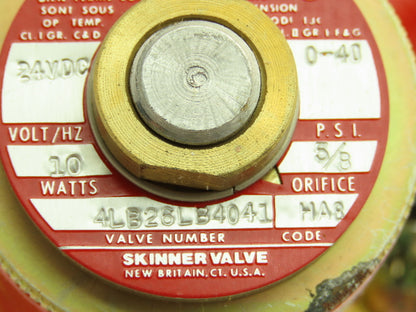 SONT SOUS
OP TEMP.
CL.I GR. C&D
24VDC
0-40
VOLT/HZ
P.S.I.
10
5/8
WATTS
ORIFICE
4LB26LB4041
HA8
VALVE NUMBER
CODE
SKINNER VALVE
NEW BRITAIN, CT. U.S.A.